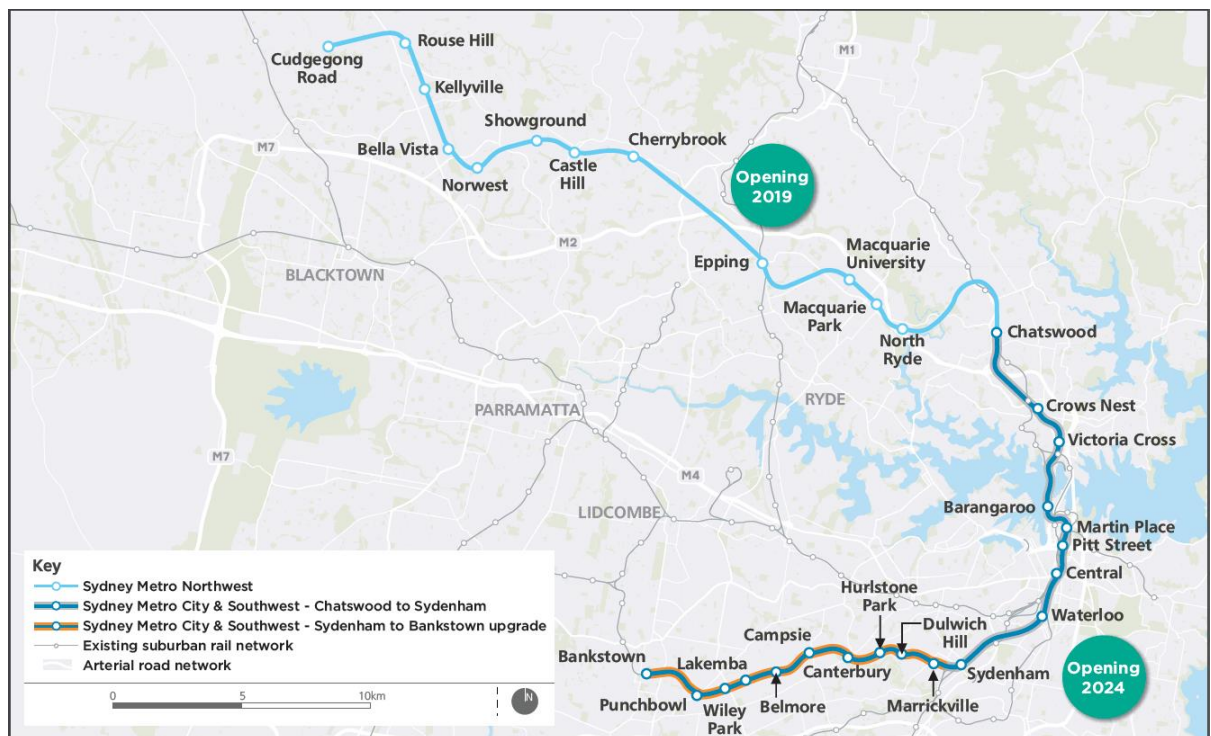 M1
Cudgegong
Road
Rouse Hill
Kellyville
Showground
Cherrybrook
M7
Bella Vista
Castle
Hill
Norwest
Opening
2019
M2
Macquarie
University
Epping
BLACKTOWN
Macquarie
Park
North
Ryde
Chatswood
PARRAMATTA
RYDE
Crows Nest
Victoria Cross
M7
M4
LIDCOMBE
Barangaroo
Martin Place
Pitt Street
Central
Waterloo
Hurlstone
Park
Dulwich
Hill
Campsie
Bankstown
Lakemba
Canterbury
Sydenham
Punchbowl
Wiley
Park
Belmore
Marrickville
Opening
2024
Key
Sydney Metro Northwest
Sydney Metro City & Southwest - Chatswood to Sydenham
Sydney Metro City & Southwest - Sydenham to Bankstown upgrade
Existing suburban rail network
Arterial road network
0 5 10km
N